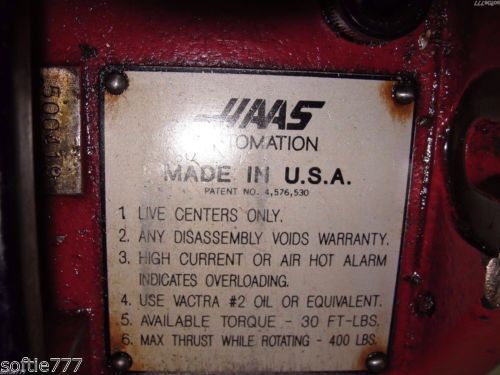 HAAS
AUTOMATION
MADE IN U.S.A.
PATENT NO. 4,576,530
1. LIVE CENTERS ONLY.
2. ANY DISASSEMBLY VOIDS WARRANTY.
3. HIGH CURRENT OR AIR HOT ALARM
INDICATES OVERLOADING.
4. USE VACTRA #2 OIL OR EQUIVALENT.
5. AVAILABLE TORQUE - 30 FT-LBS.
6. MAX THRUST WHILE ROTATING - 400 LBS.
softie777